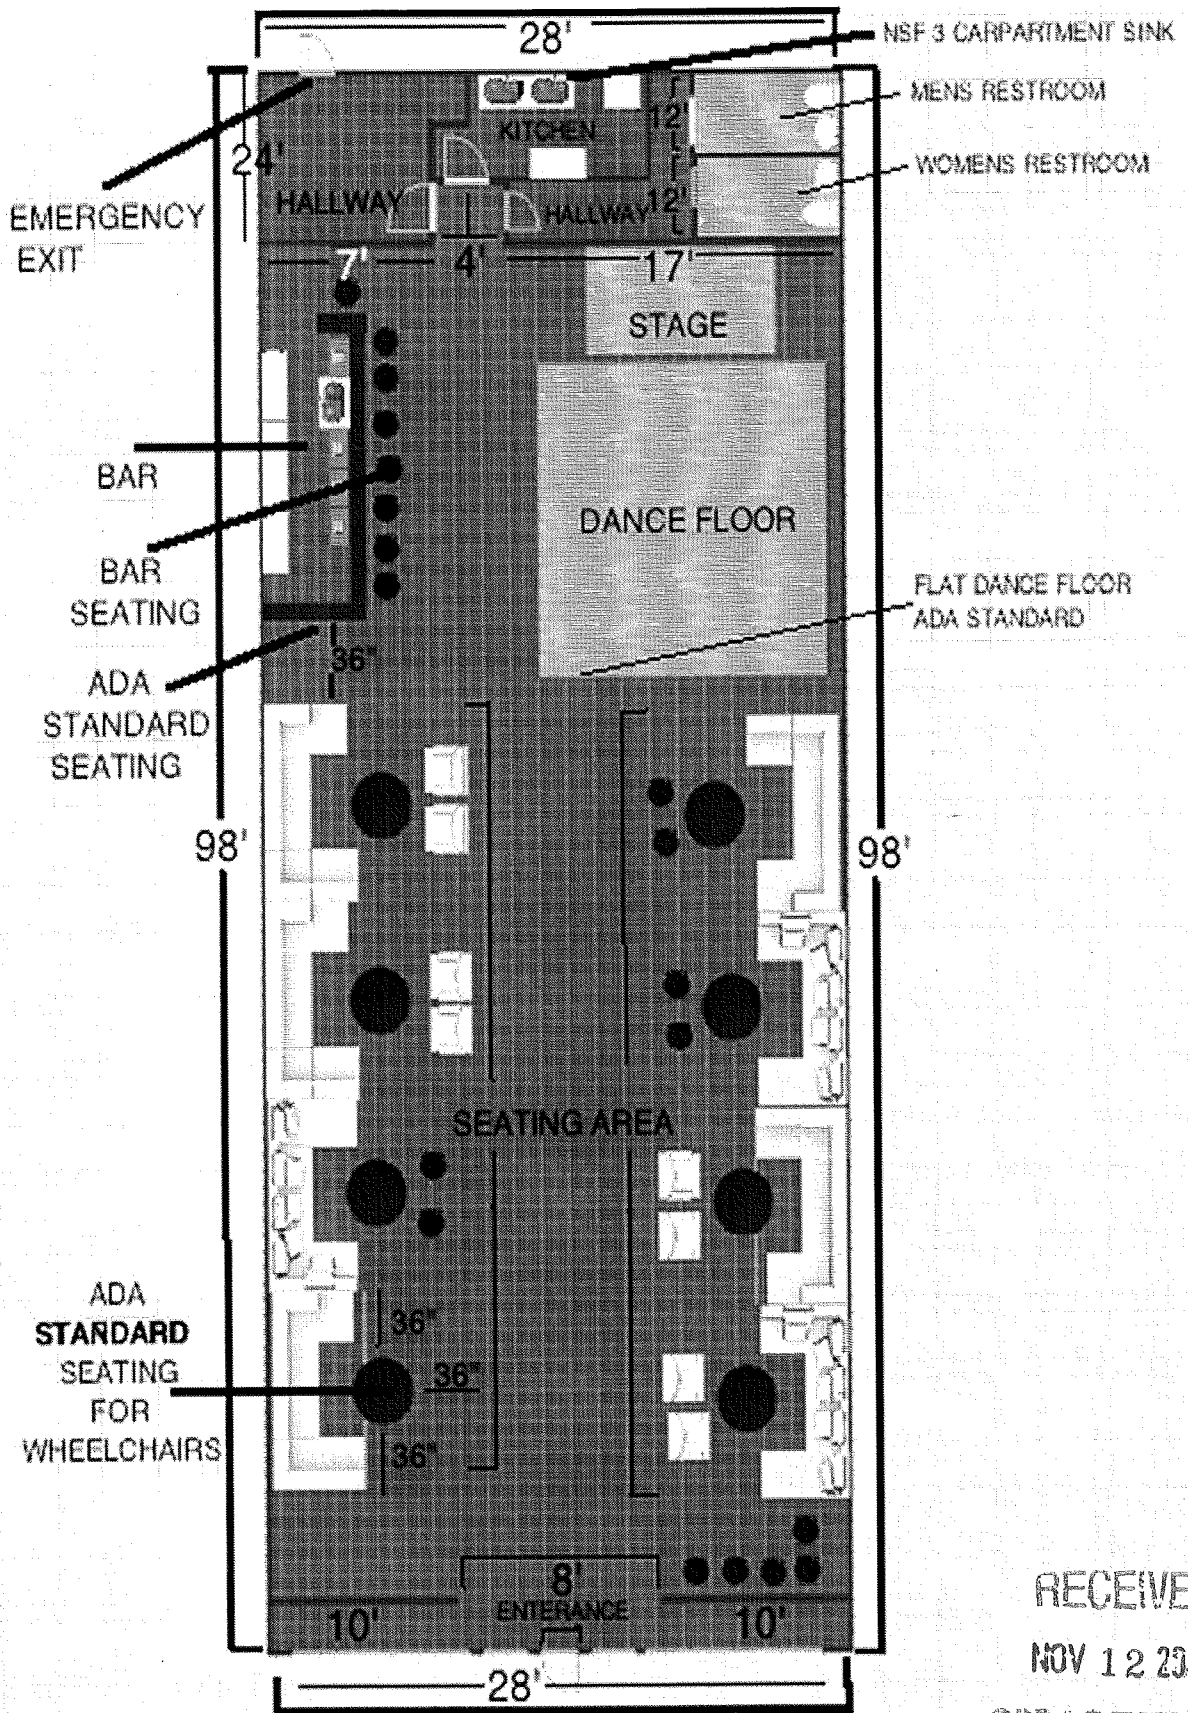 28'
NSF 3 CARPARTMENT SINK
MENS RESTROOM
12'
KITCHEN
24'
WOMENS RESTROOM
EMERGENCY
EXIT
HALLWAY
HALLWAY
12'
7'
4'
17'
STAGE
BAR
DANCE FLOOR
BAR
SEATING
FLAT DANCE FLOOR
ADA STANDARD
36"
ADA
STANDARD
SEATING
98'
98'
SEATING AREA
ADA
STANDARD
SEATING
FOR
WHEELCHAIRS
36"
36"
36"
8'
ENTERANCE
10'
10'
28'
RECEIVE
NOV 12 20